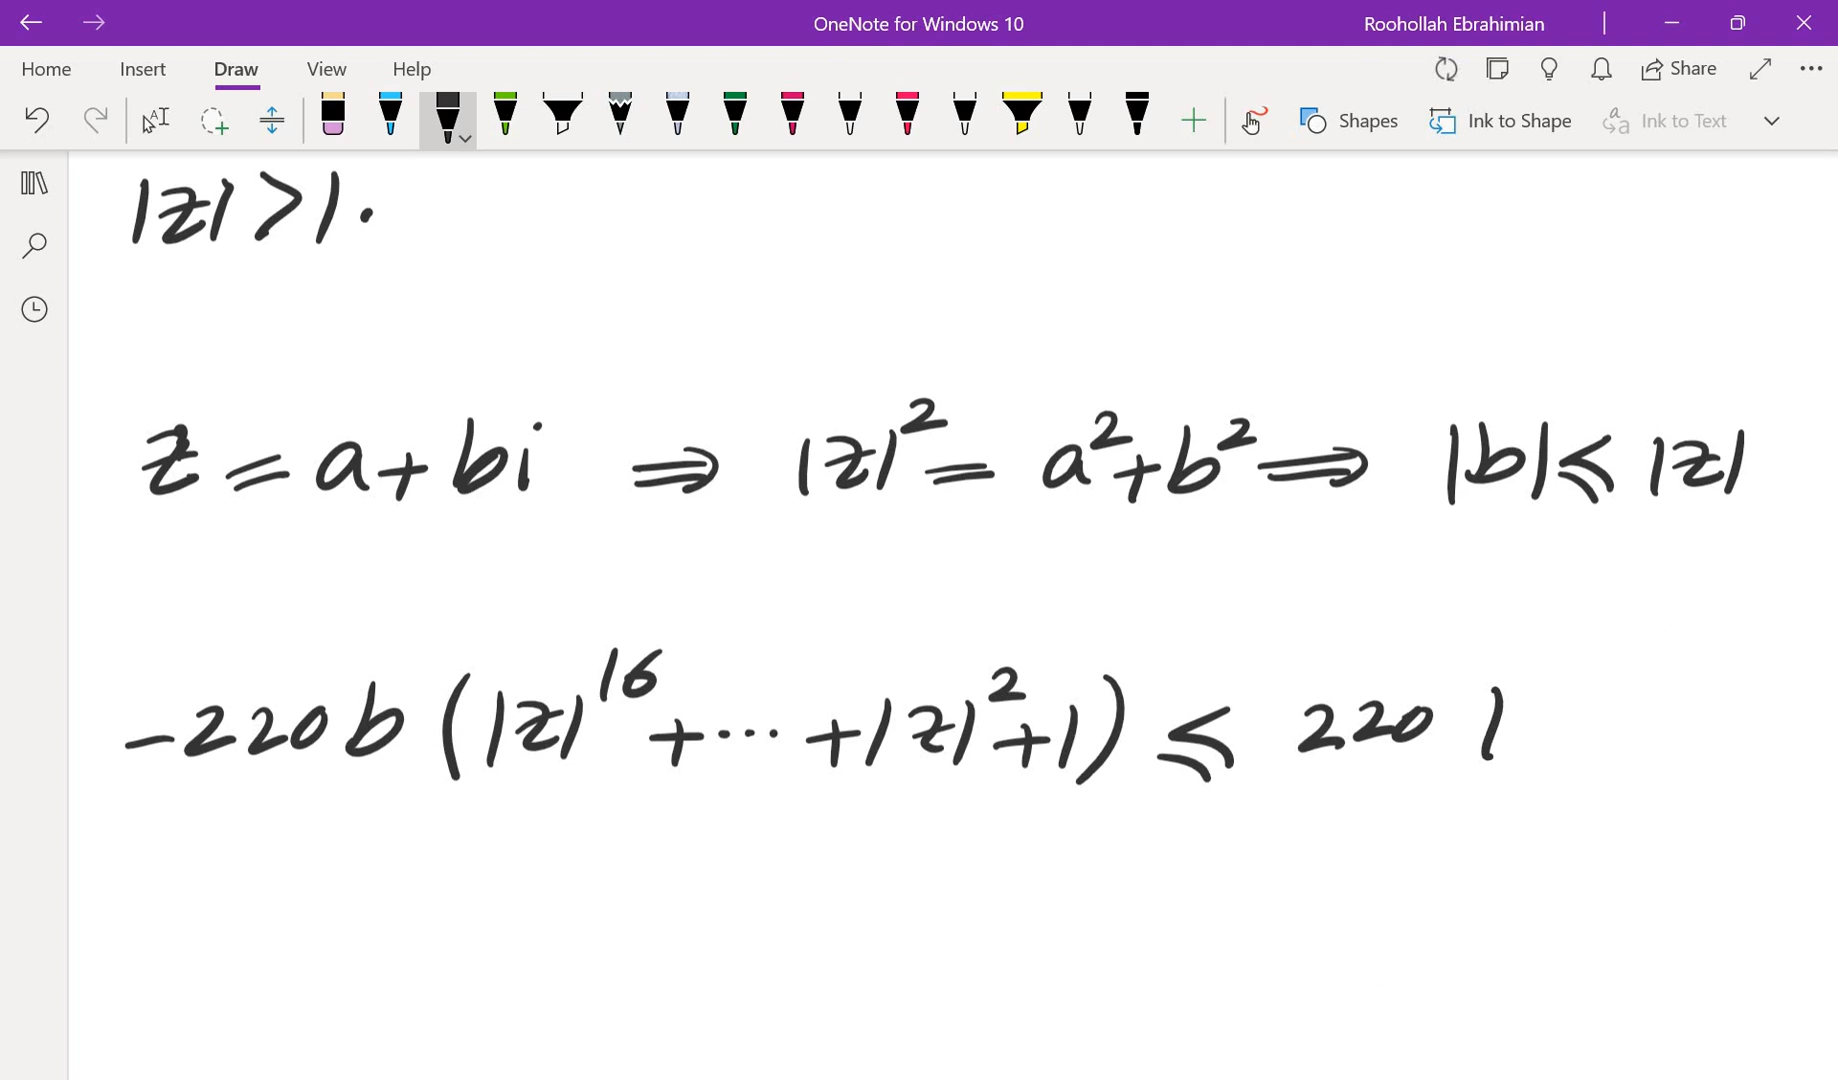 OneNote for Windows 10 Roohollah Ebrahimian
Home Insert Draw View Help Share
Shapes Ink to Shape Ink to Text
|z| > 1.
z = a + bi ⟹ |z|² = a² + b² ⟹ |b| ≤ |z|
-220 b (|z|¹⁶ + ... + |z|² + 1) ≤ 220 |